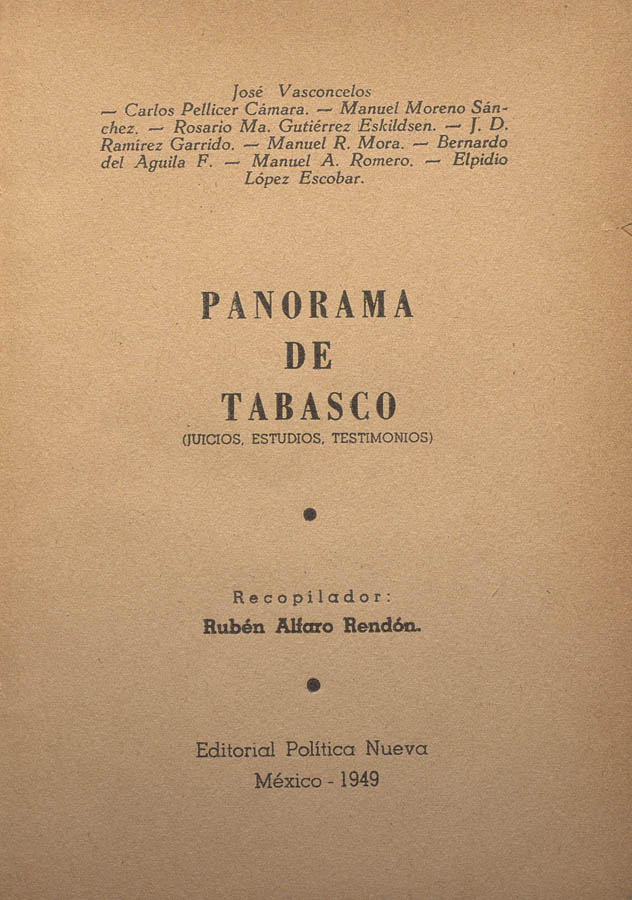 José Vasconcelos
— Carlos Pellicer Cámara. — Manuel Moreno Sán-
chez. — Rosario Ma. Gutiérrez Eskildsen. — J. D.
Ramírez Garrido. — Manuel R. Mora. — Bernardo
del Aguila F. — Manuel A. Romero. — Elpidio
López Escobar.
PANORAMA
DE
TABASCO
(JUICIOS, ESTUDIOS, TESTIMONIOS)
Recopilador:
Rubén Alfaro Rendón.
Editorial Política Nueva
México - 1949